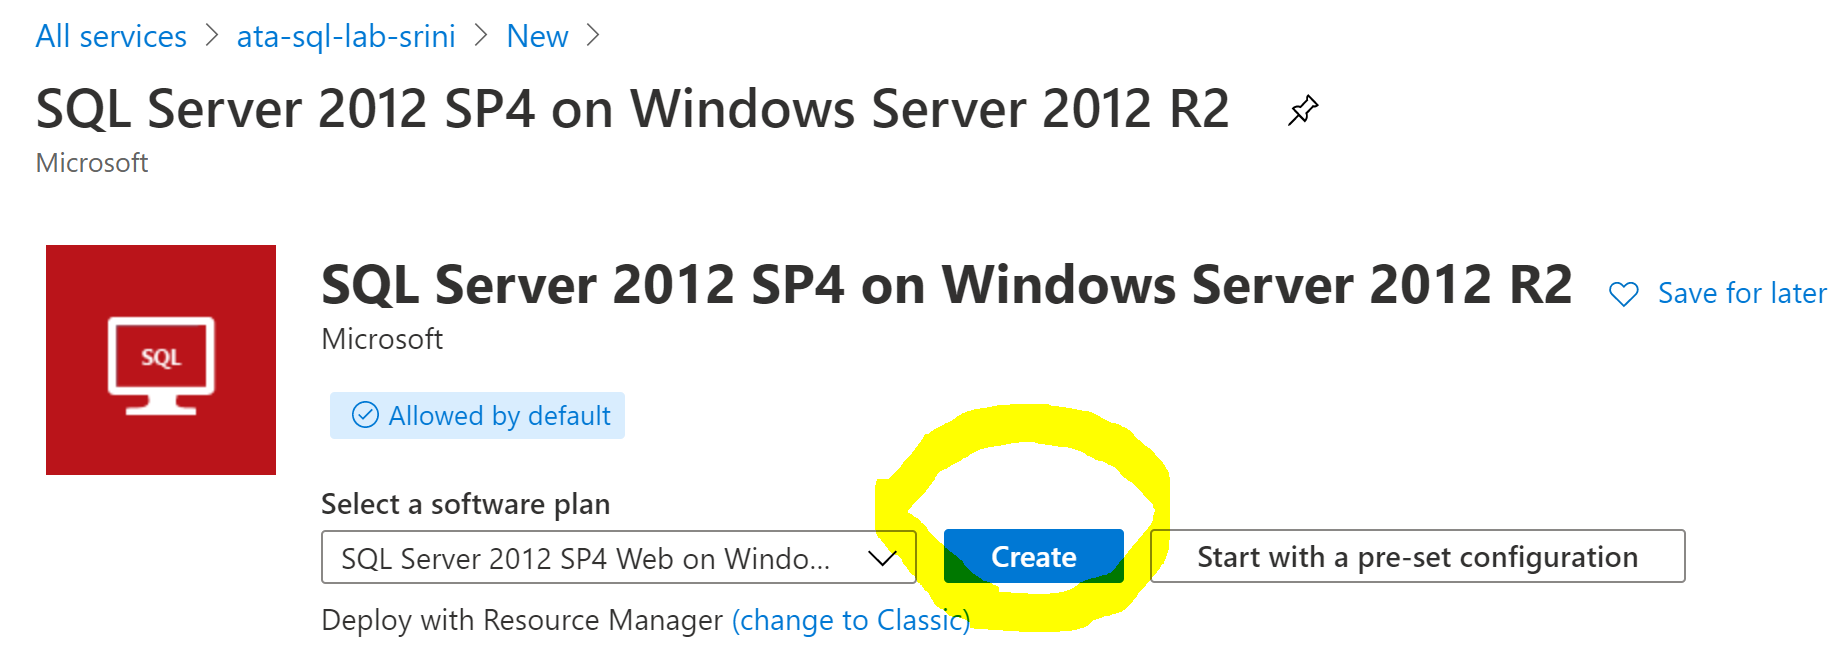 All services > ata-sql-lab-srini > New >
SQL Server 2012 SP4 on Windows Server 2012 R2
Microsoft
SQL
SQL Server 2012 SP4 on Windows Server 2012 R2
Save for later
Microsoft
Allowed by default
Select a software plan
SQL Server 2012 SP4 Web on Windo...
Create
Start with a pre-set configuration
Deploy with Resource Manager (change to Classic)